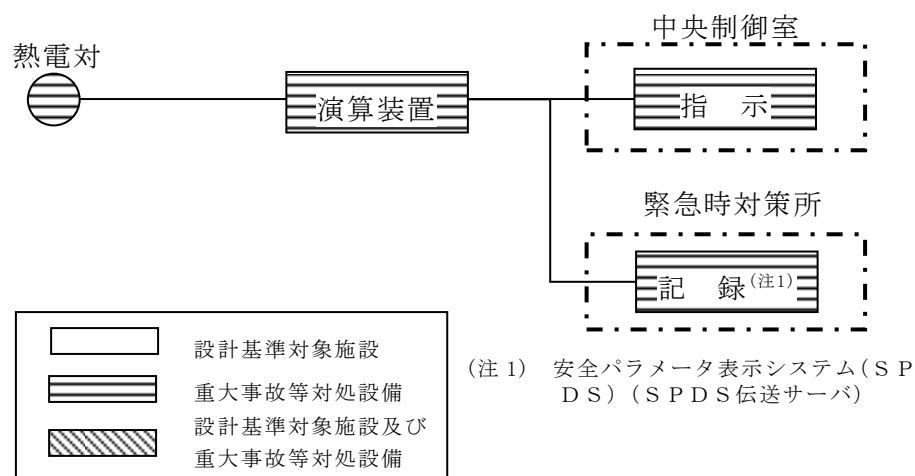 中央制御室
熱電対
演算装置
指 示
緊急時対策所
記 録(注1)
設計基準対象施設
重大事故等対処設備
設計基準対象施設及び
重大事故等対処設備
(注 1) 安全パラメータ表示システム(ＳＰ
ＤＳ)(ＳＰＤＳ伝送サーバ)